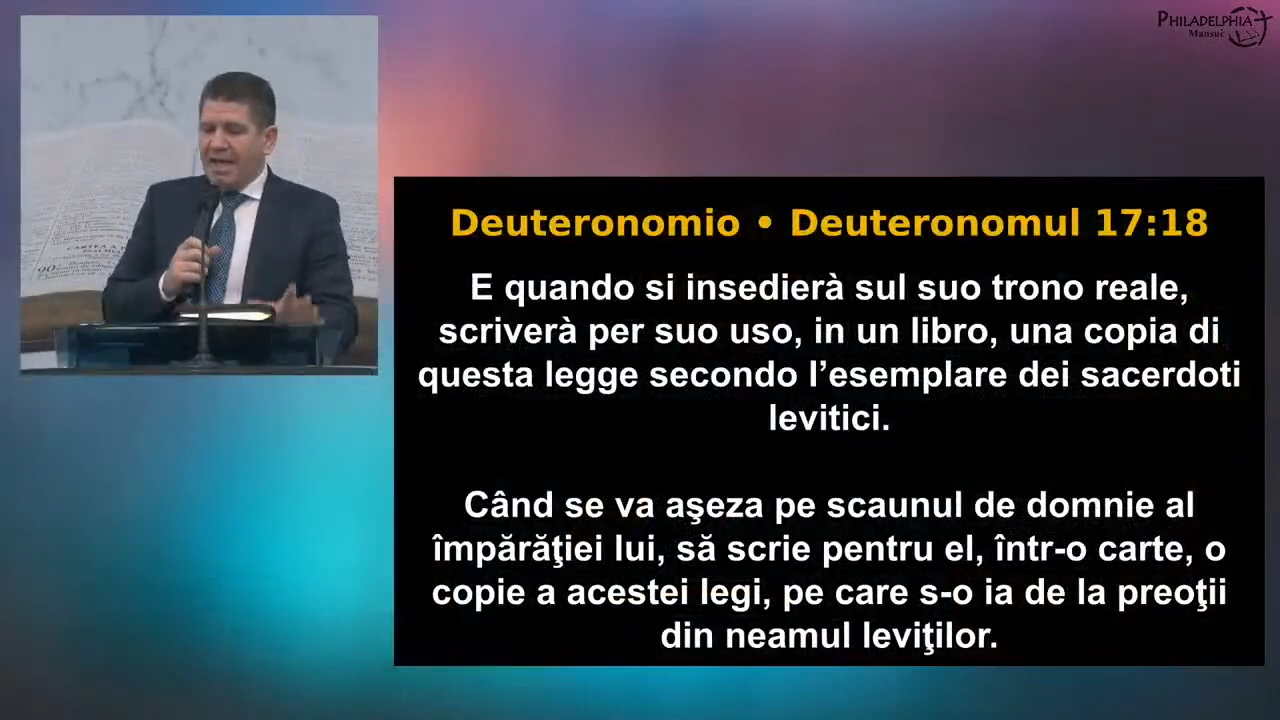 PHILADELPHIA
Mansuè
CARTEA A
PSALMUL
90
Deuteronomio • Deuteronomul 17:18
E quando si insedierà sul suo trono reale,
scriverà per suo uso, in un libro, una copia di
questa legge secondo l’esemplare dei sacerdoti
levitici.
Când se va aşeza pe scaunul de domnie al
împărăţiei lui, să scrie pentru el, într-o carte, o
copie a acestei legi, pe care s-o ia de la preoţii
din neamul leviţilor.